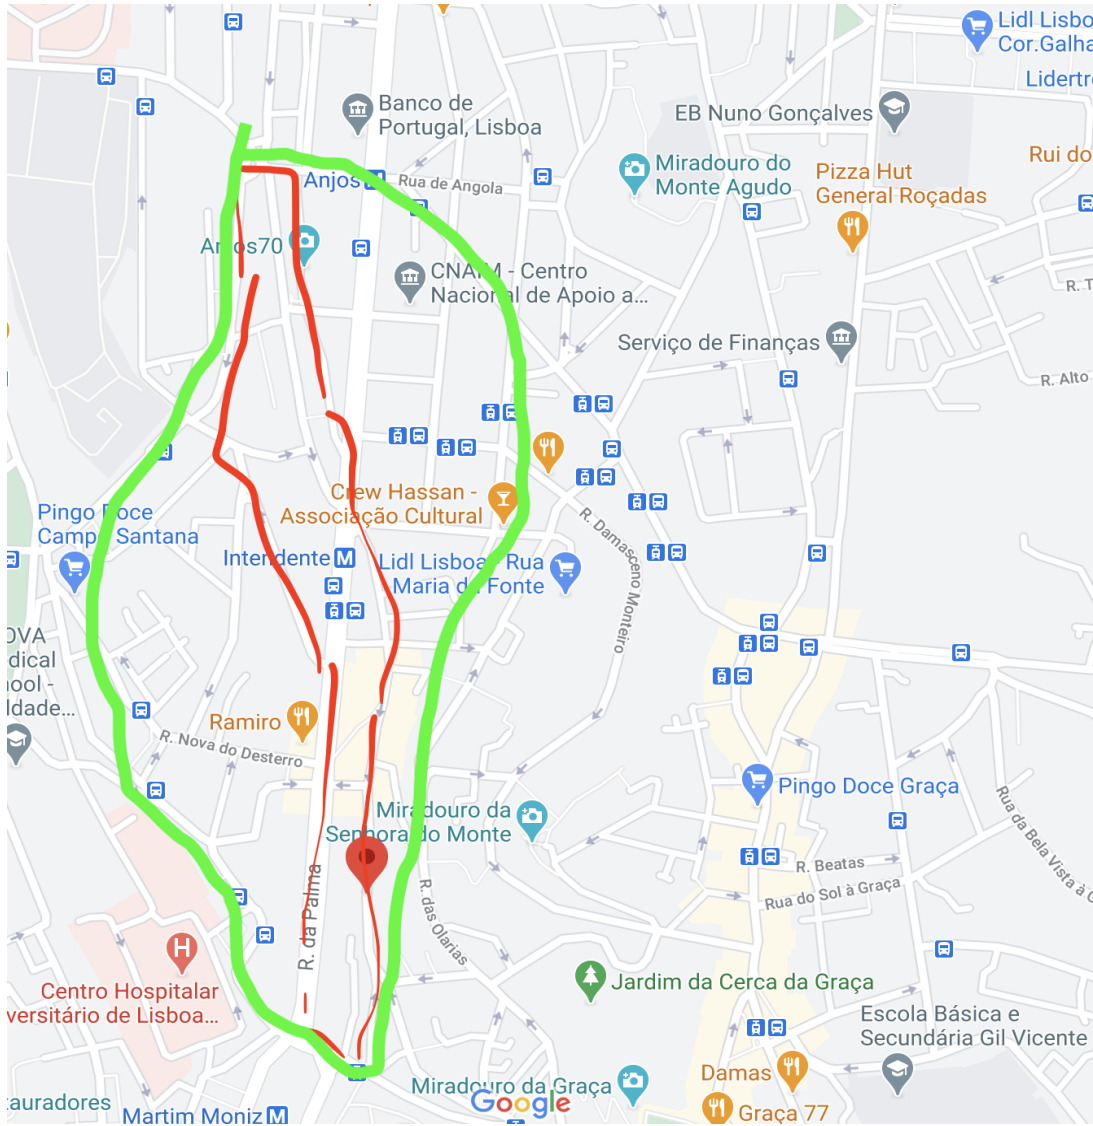 Lidl Lisbo
Cor.Galha
Lidertr
Banco de
Portugal, Lisboa
EB Nuno Gonçalves
Rui do
Miradouro do
Monte Agudo
Pizza Hut
General Roçadas
Anjos M
Rua de Angola
Anjos70
CNAIM - Centro
Nacional de Apoio a...
R. T
Serviço de Finanças
R. Alto
Crew Hassan -
Associação Cultural
Pingo Doce
Campo Santana
R. Damasceno Monteiro
Intendente M
Lidl Lisboa - Rua
Maria da Fonte
OVA
dical
hool -
ldade...
Ramiro
R. Nova do Desterro
Pingo Doce Graça
Miradouro da
Senhora do Monte
Rua da Bela Vista à G
R. Beatas
Rua do Sol à Graça
R. da Palma
R. das Olarias
H
Centro Hospitalar
versitário de Lisboa...
Jardim da Cerca da Graça
Escola Básica e
Secundária Gil Vicente
Damas
Miradouro da Graça
Google
Graça 77
tauradores
Martim Moniz M